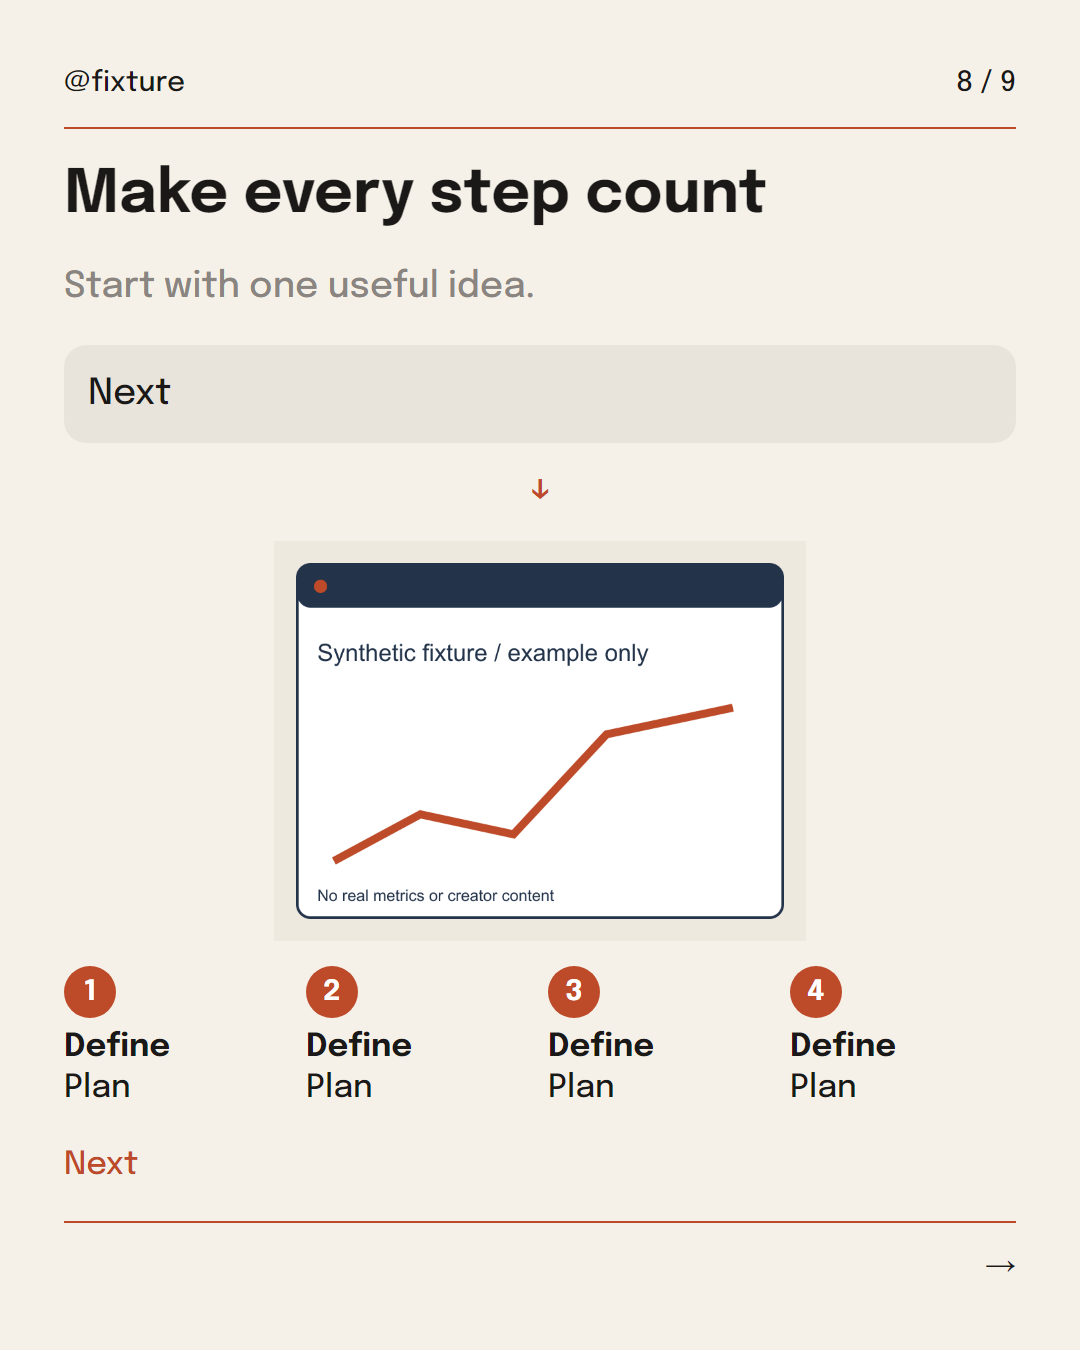 @fixture
8 / 9
Make every step count
Start with one useful idea.
Next
↓
Synthetic fixture / example only
No real metrics or creator content
1
Define
Plan
2
Define
Plan
3
Define
Plan
4
Define
Plan
Next
→